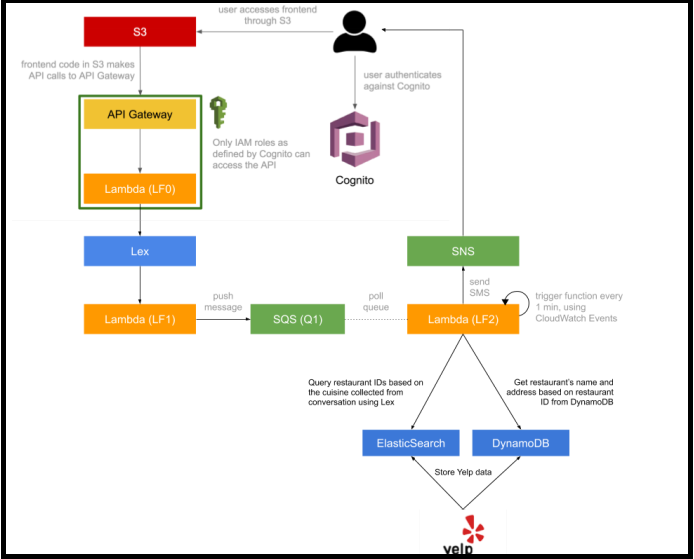 user accesses frontend
through S3
S3
frontend code in S3 makes
API calls to API Gateway
user authenticates
against Cognito
API Gateway
Only IAM roles as
defined by Cognito can
access the API
Cognito
Lambda (LF0)
Lex
SNS
send
SMS
push
message
poll
queue
trigger function every
1 min, using
CloudWatch Events
Lambda (LF1)
SQS (Q1)
Lambda (LF2)
Query restaurant IDs based on
the cuisine collected from
conversation using Lex
Get restaurant's name and
address based on restaurant
ID from DynamoDB
ElasticSearch
DynamoDB
Store Yelp data
yelp